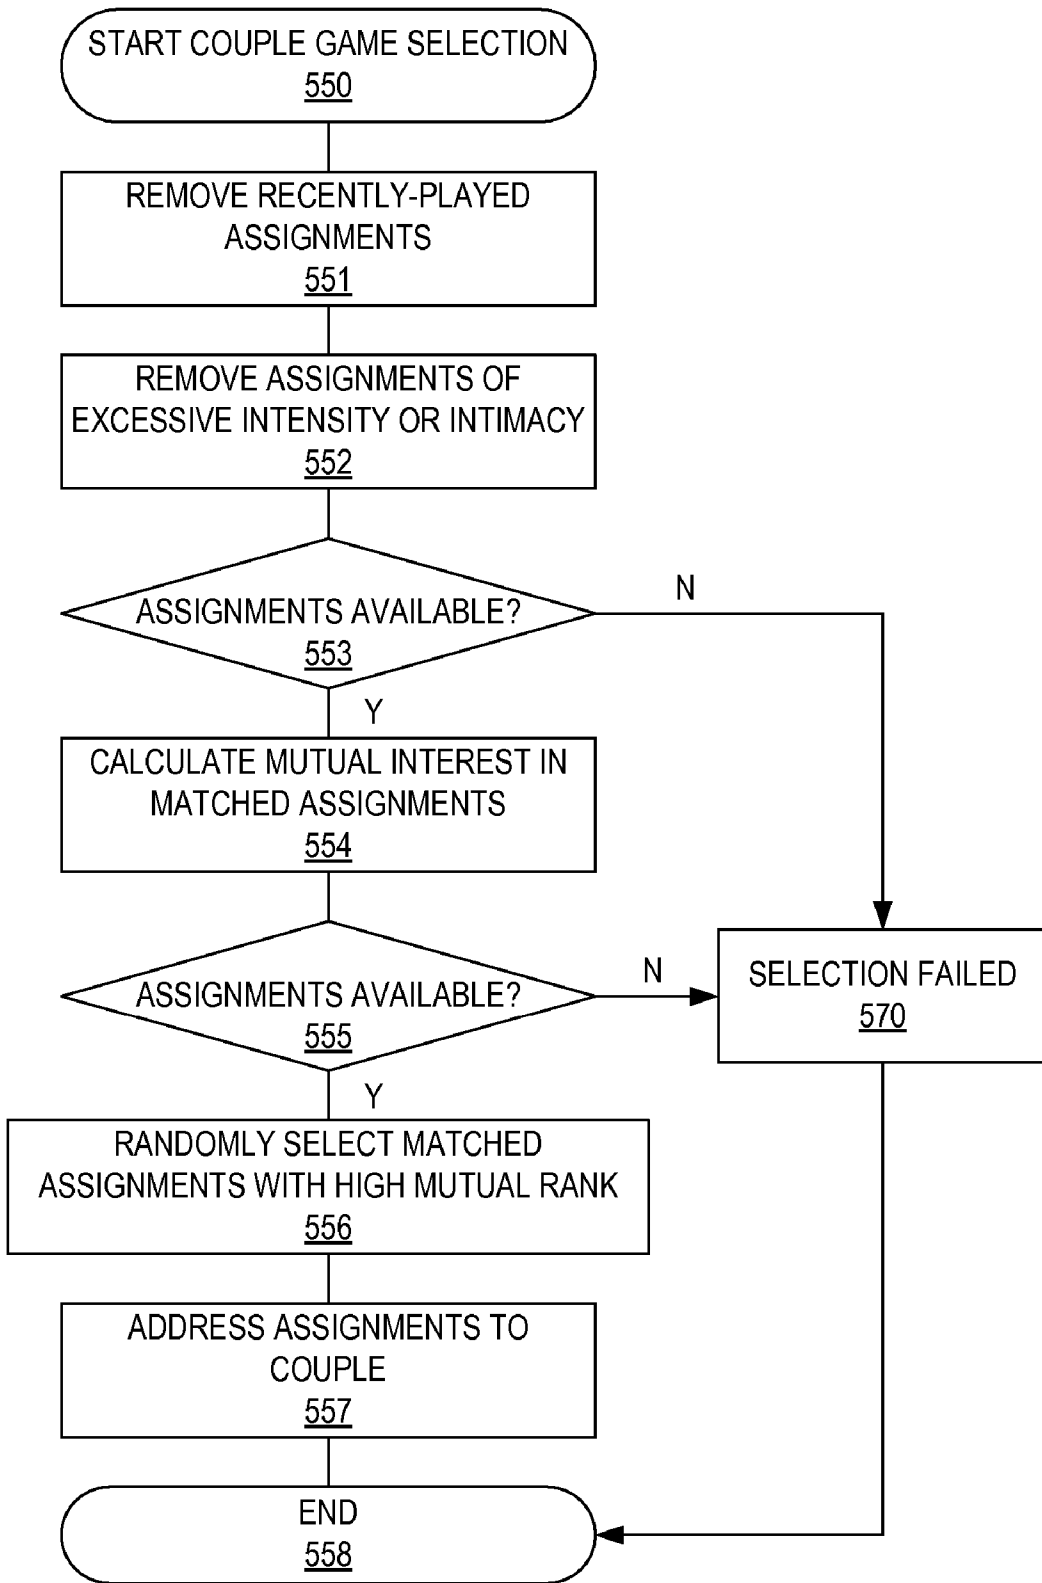 START COUPLE GAME SELECTION
550
REMOVE RECENTLY-PLAYED
ASSIGNMENTS
551
REMOVE ASSIGNMENTS OF
EXCESSIVE INTENSITY OR INTIMACY
552
ASSIGNMENTS AVAILABLE?
553
N
Y
CALCULATE MUTUAL INTEREST IN
MATCHED ASSIGNMENTS
554
ASSIGNMENTS AVAILABLE?
555
N
SELECTION FAILED
570
Y
RANDOMLY SELECT MATCHED
ASSIGNMENTS WITH HIGH MUTUAL RANK
556
ADDRESS ASSIGNMENTS TO
COUPLE
557
END
558